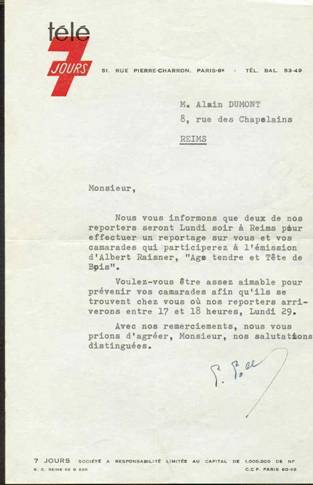 télé
7
JOURS
51, RUE PIERRE-CHARRON, PARIS-8e - TÉL. BAL. 53-49
M. Alain DUMONT
8, rue des Chapelains
REIMS
Monsieur,
Nous vous informons que deux de nos
reporters seront Lundi soir à Reims pour
effectuer un reportage sur vous et vos
camarades qui participerez à l'émission
d'Albert Raisner, "Age tendre et Tête de
Bois".
Voulez-vous être assez aimable pour
prévenir vos camarades afin qu'ils se
trouvent chez vous où nos reporters arri-
veront entre 17 et 18 heures, Lundi 29.
Avec nos remerciements, nous vous
prions d'agréer, Monsieur, nos salutations
distinguées.
7 JOURS SOCIÉTÉ A RESPONSABILITÉ LIMITÉE AU CAPITAL DE 1.000.000 DE NF
C.C.P. PARIS